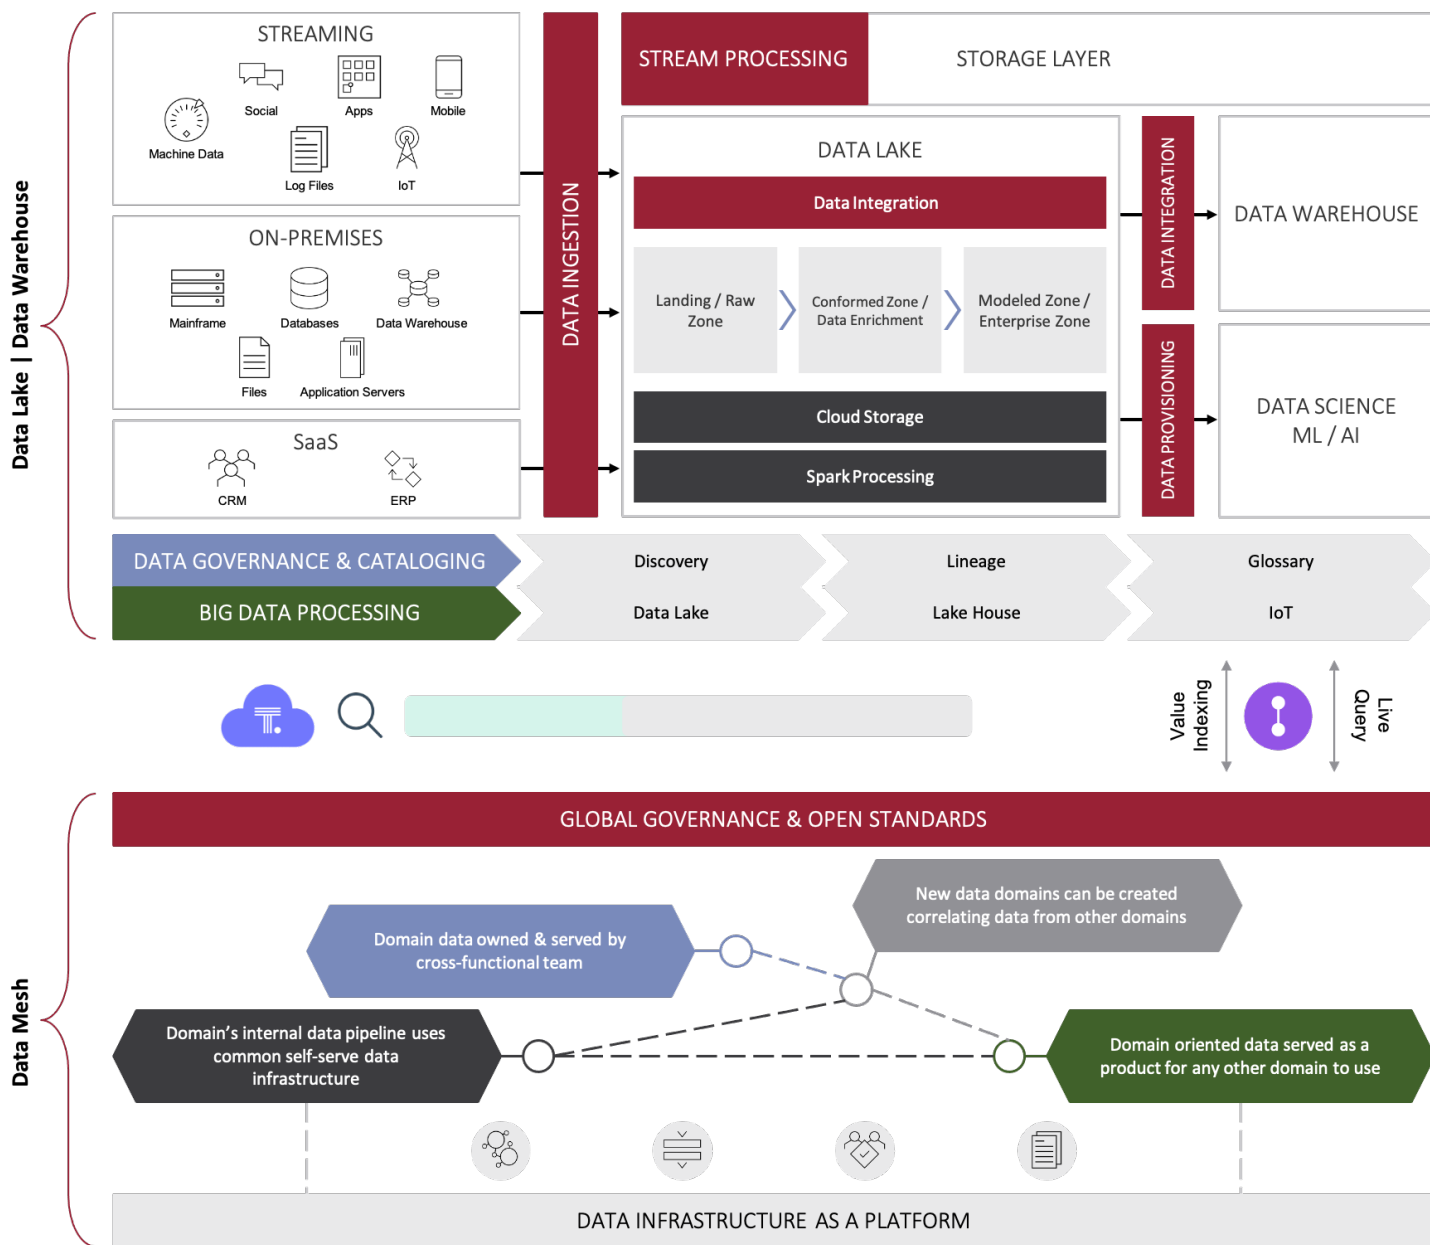 Data Lake | Data Warehouse
STREAMING
Social
Apps
Mobile
Machine Data
Log Files
IoT
ON-PREMISES
Mainframe
Databases
Data Warehouse
Files
Application Servers
SaaS
CRM
ERP
DATA INGESTION
STREAM PROCESSING
STORAGE LAYER
DATA LAKE
Data Integration
Landing / Raw
Zone
Conformed Zone /
Data Enrichment
Modeled Zone /
Enterprise Zone
Cloud Storage
Spark Processing
DATA INTEGRATION
DATA WAREHOUSE
DATA PROVISIONING
DATA SCIENCE
ML / AI
DATA GOVERNANCE & CATALOGING
Discovery
Lineage
Glossary
BIG DATA PROCESSING
Data Lake
Lake House
IoT
Value
Indexing
Live
Query
Data Mesh
GLOBAL GOVERNANCE & OPEN STANDARDS
New data domains can be created
correlating data from other domains
Domain data owned & served by
cross-functional team
Domain's internal data pipeline uses
common self-serve data
infrastructure
Domain oriented data served as a
product for any other domain to use
DATA INFRASTRUCTURE AS A PLATFORM